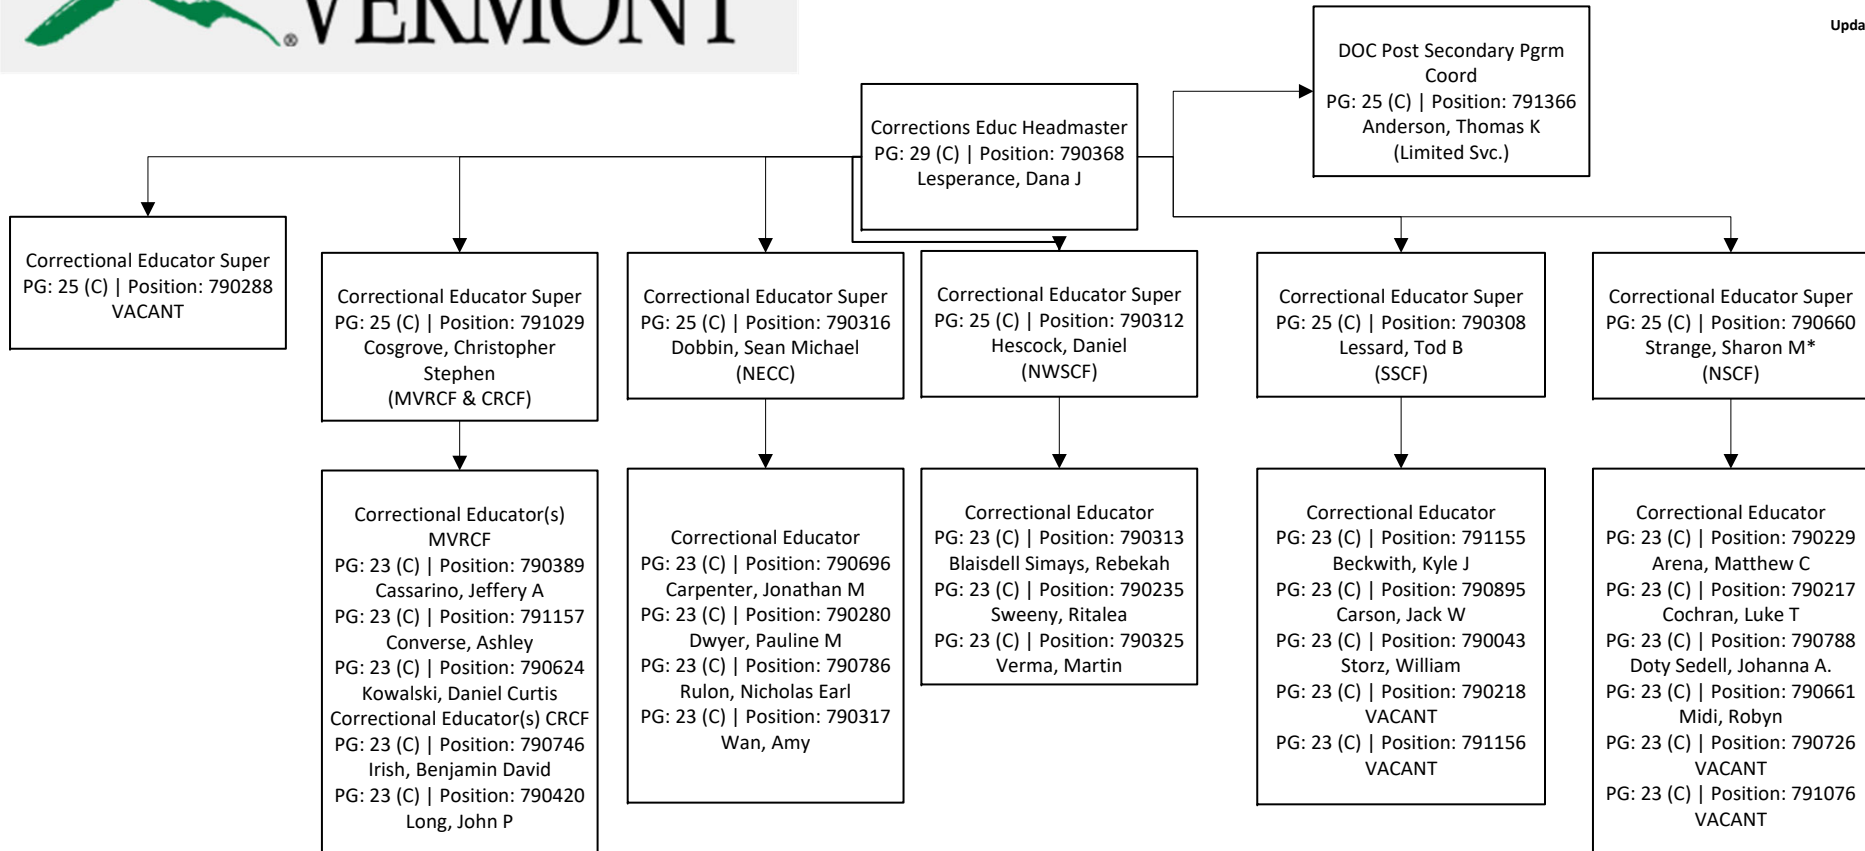 VERMONT
®
Upda
DOC Post Secondary Pgrm
Coord
PG: 25 (C) | Position: 791366
Anderson, Thomas K
(Limited Svc.)
Corrections Educ Headmaster
PG: 29 (C) | Position: 790368
Lesperance, Dana J
Correctional Educator Super
PG: 25 (C) | Position: 790288
VACANT
Correctional Educator Super
PG: 25 (C) | Position: 791029
Cosgrove, Christopher
Stephen
(MVRCF & CRCF)
Correctional Educator Super
PG: 25 (C) | Position: 790316
Dobbin, Sean Michael
(NECC)
Correctional Educator Super
PG: 25 (C) | Position: 790312
Hescock, Daniel
(NWSCF)
Correctional Educator Super
PG: 25 (C) | Position: 790308
Lessard, Tod B
(SSCF)
Correctional Educator Super
PG: 25 (C) | Position: 790660
Strange, Sharon M*
(NSCF)
Correctional Educator(s)
MVRCF
PG: 23 (C) | Position: 790389
Cassarino, Jeffery A
PG: 23 (C) | Position: 791157
Converse, Ashley
PG: 23 (C) | Position: 790624
Kowalski, Daniel Curtis
Correctional Educator(s) CRCF
PG: 23 (C) | Position: 790746
Irish, Benjamin David
PG: 23 (C) | Position: 790420
Long, John P
Correctional Educator
PG: 23 (C) | Position: 790696
Carpenter, Jonathan M
PG: 23 (C) | Position: 790280
Dwyer, Pauline M
PG: 23 (C) | Position: 790786
Rulon, Nicholas Earl
PG: 23 (C) | Position: 790317
Wan, Amy
Correctional Educator
PG: 23 (C) | Position: 790313
Blaisdell Simays, Rebekah
PG: 23 (C) | Position: 790235
Sweeny, Ritalea
PG: 23 (C) | Position: 790325
Verma, Martin
Correctional Educator
PG: 23 (C) | Position: 791155
Beckwith, Kyle J
PG: 23 (C) | Position: 790895
Carson, Jack W
PG: 23 (C) | Position: 790043
Storz, William
PG: 23 (C) | Position: 790218
VACANT
PG: 23 (C) | Position: 791156
VACANT
Correctional Educator
PG: 23 (C) | Position: 790229
Arena, Matthew C
PG: 23 (C) | Position: 790217
Cochran, Luke T
PG: 23 (C) | Position: 790788
Doty Sedell, Johanna A.
PG: 23 (C) | Position: 790661
Midi, Robyn
PG: 23 (C) | Position: 790726
VACANT
PG: 23 (C) | Position: 791076
VACANT